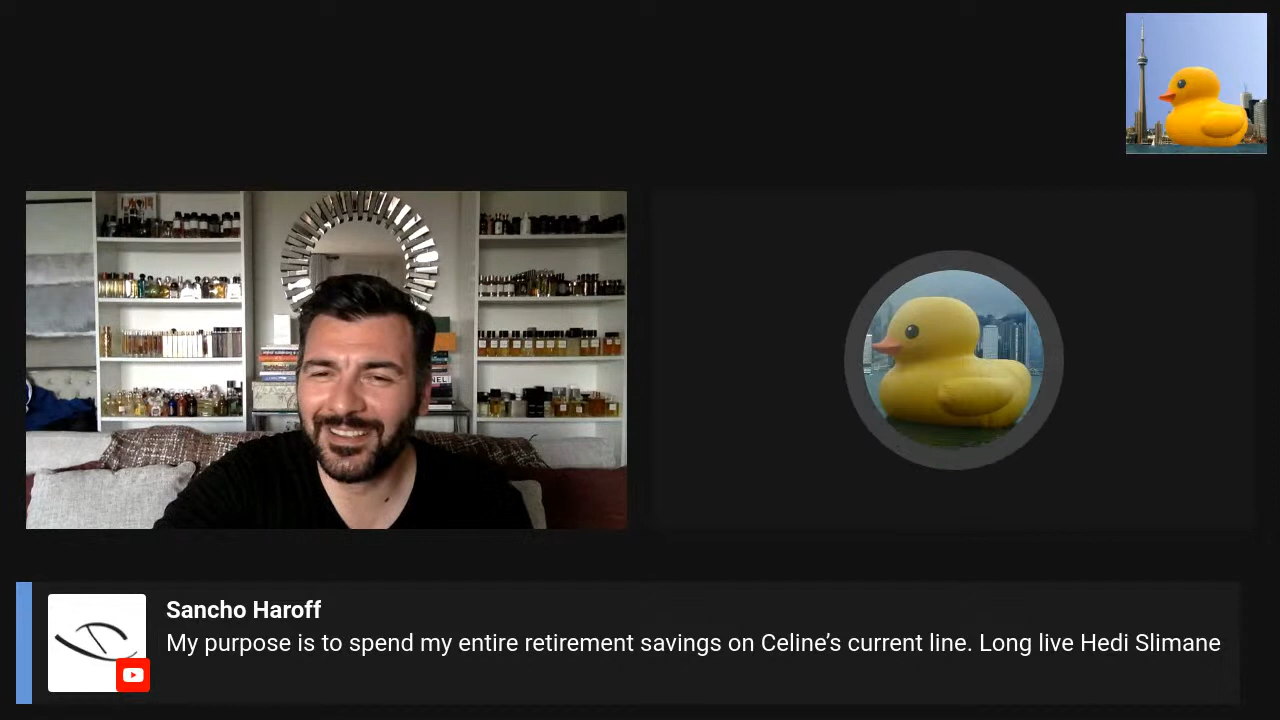 Sancho Haroff
My purpose is to spend my entire retirement savings on Celine’s current line. Long live Hedi Slimane